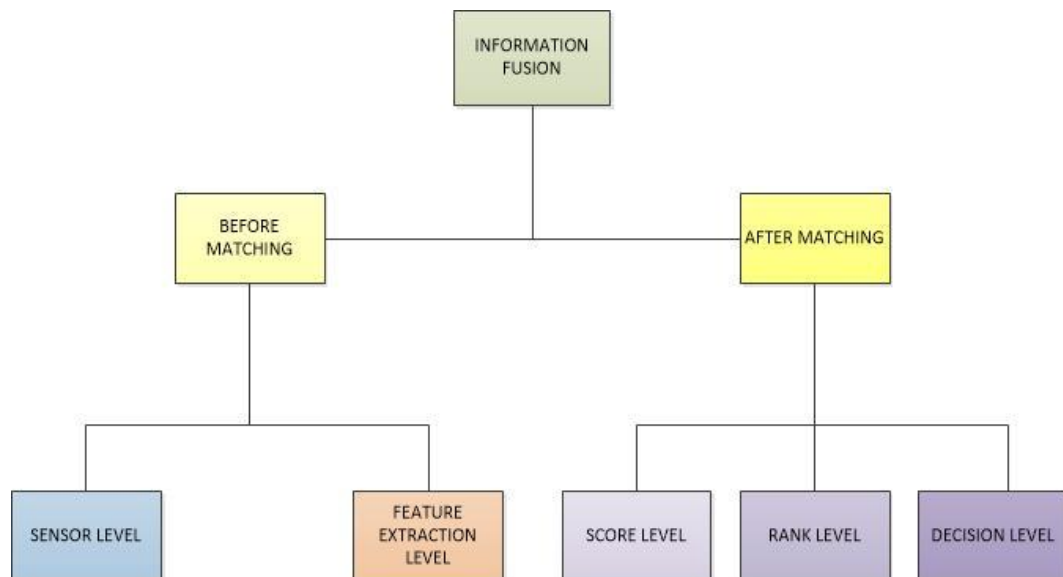 INFORMATION
FUSION
BEFORE
MATCHING
AFTER MATCHING
SENSOR LEVEL
FEATURE
EXTRACTION
LEVEL
SCORE LEVEL
RANK LEVEL
DECISION LEVEL